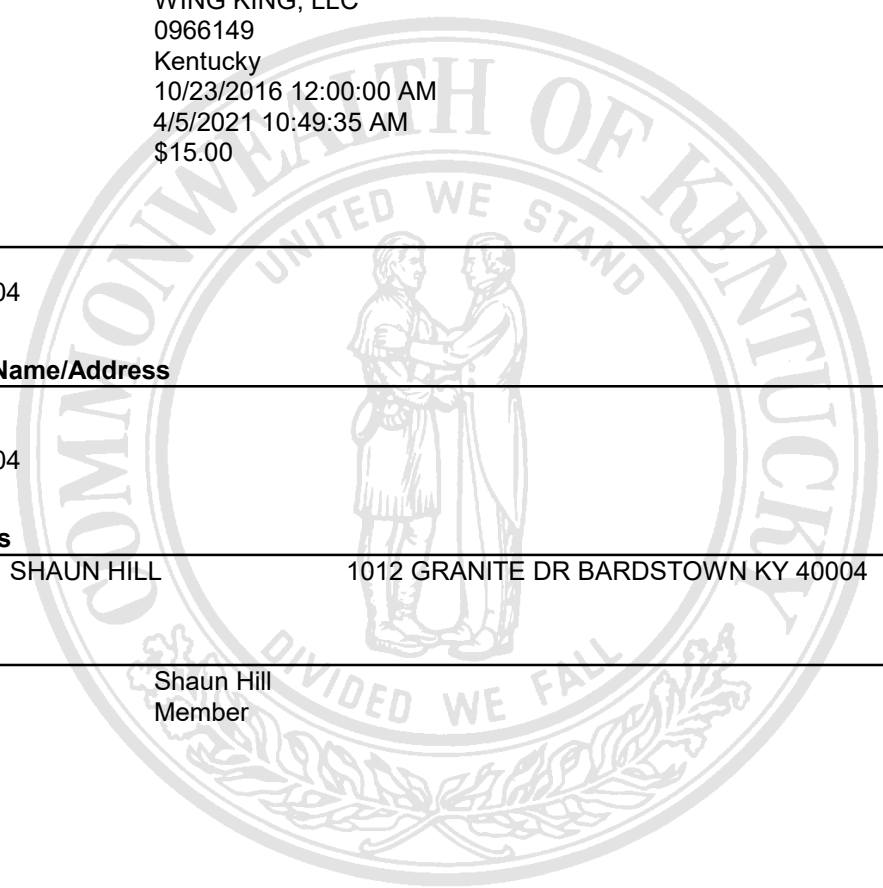 WING KING, LLC
0966149
Kentucky
10/23/2016 12:00:00 AM
4/5/2021 10:49:35 AM
$15.00
COMMONWEALTH OF KENTUCKY
UNITED WE STAND
04
Name/Address
04
s
SHAUN HILL 1012 GRANITE DR BARDSTOWN KY 40004
DIVIDED WE FALL
Shaun Hill
Member